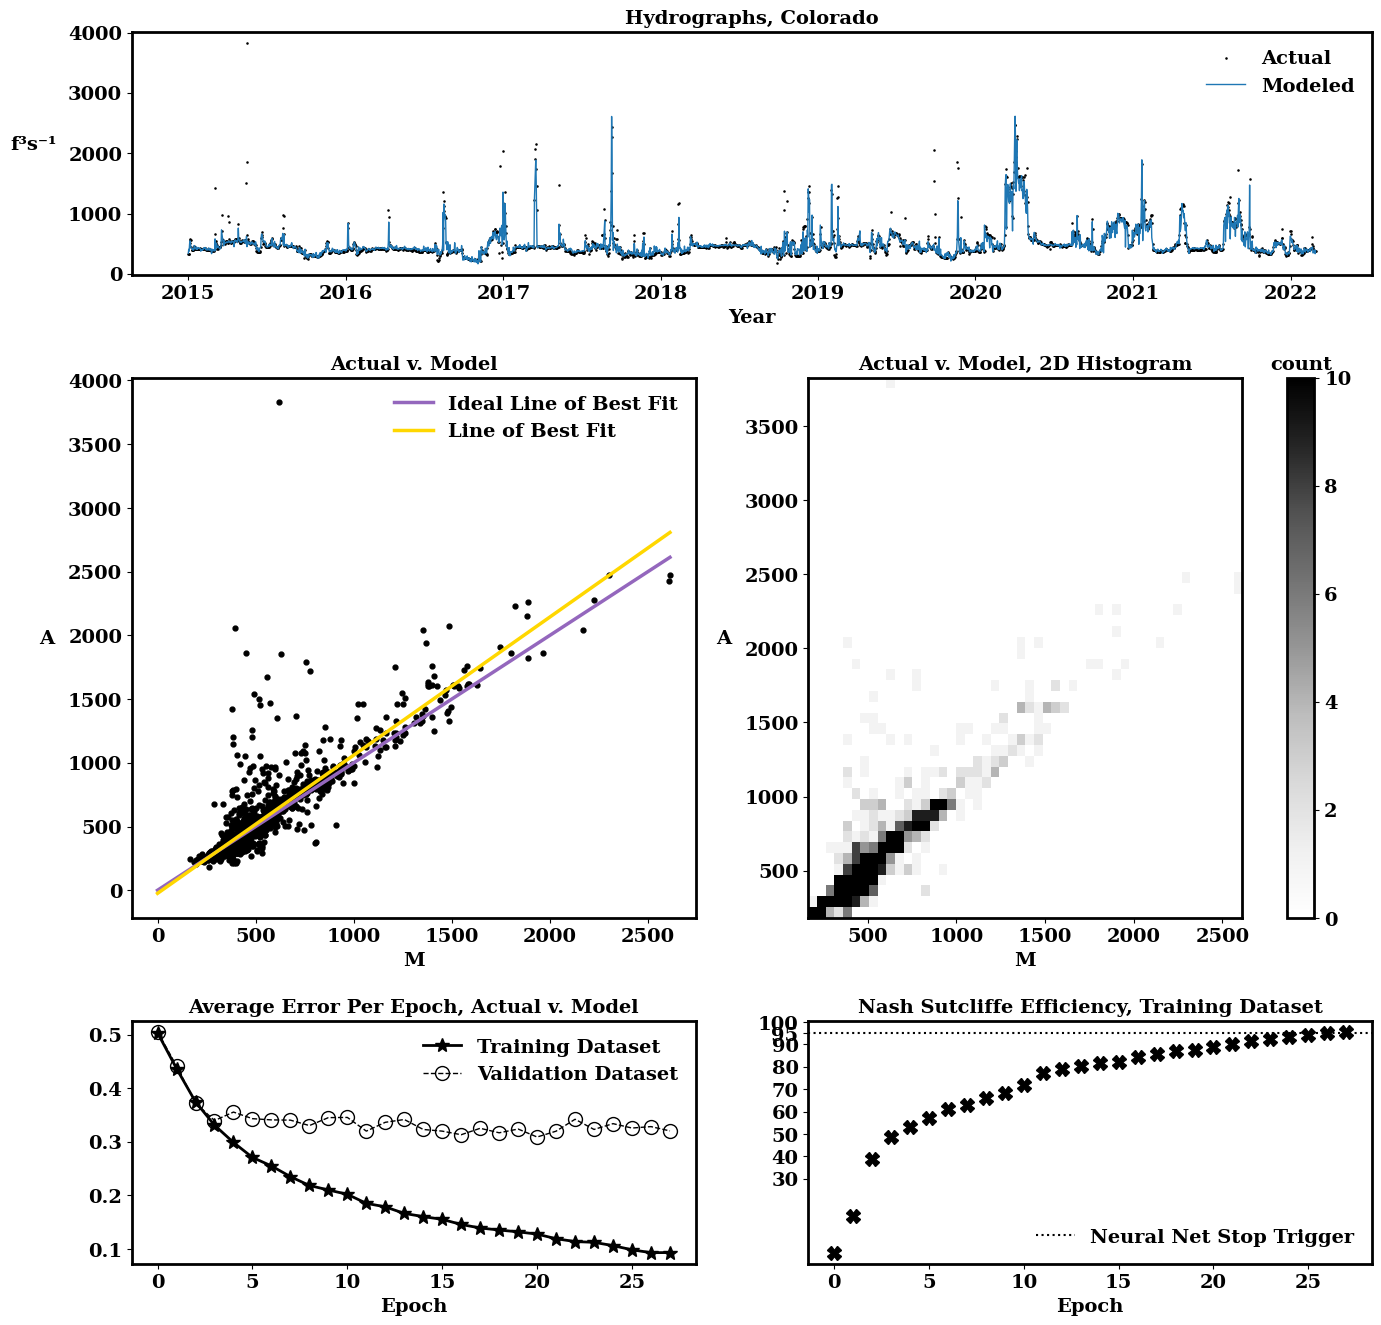 Hydrographs, Colorado
4000
3000
2000
1000
0
f³s⁻¹
Actual
Modeled
2015 2016 2017 2018 2019 2020 2021 2022
Year
Actual v. Model
4000
3500
3000
2500
2000
1500
1000
500
0
A
Ideal Line of Best Fit
Line of Best Fit
0 500 1000 1500 2000 2500
M
Actual v. Model, 2D Histogram
3500
3000
2500
2000
1500
1000
500
A
500 1000 1500 2000 2500
M
count
10
8
6
4
2
0
Average Error Per Epoch, Actual v. Model
0.5
0.4
0.3
0.2
0.1
Training Dataset
Validation Dataset
0 5 10 15 20 25
Epoch
Nash Sutcliffe Efficiency, Training Dataset
100
95
90
80
70
60
50
40
30
Neural Net Stop Trigger
0 5 10 15 20 25
Epoch